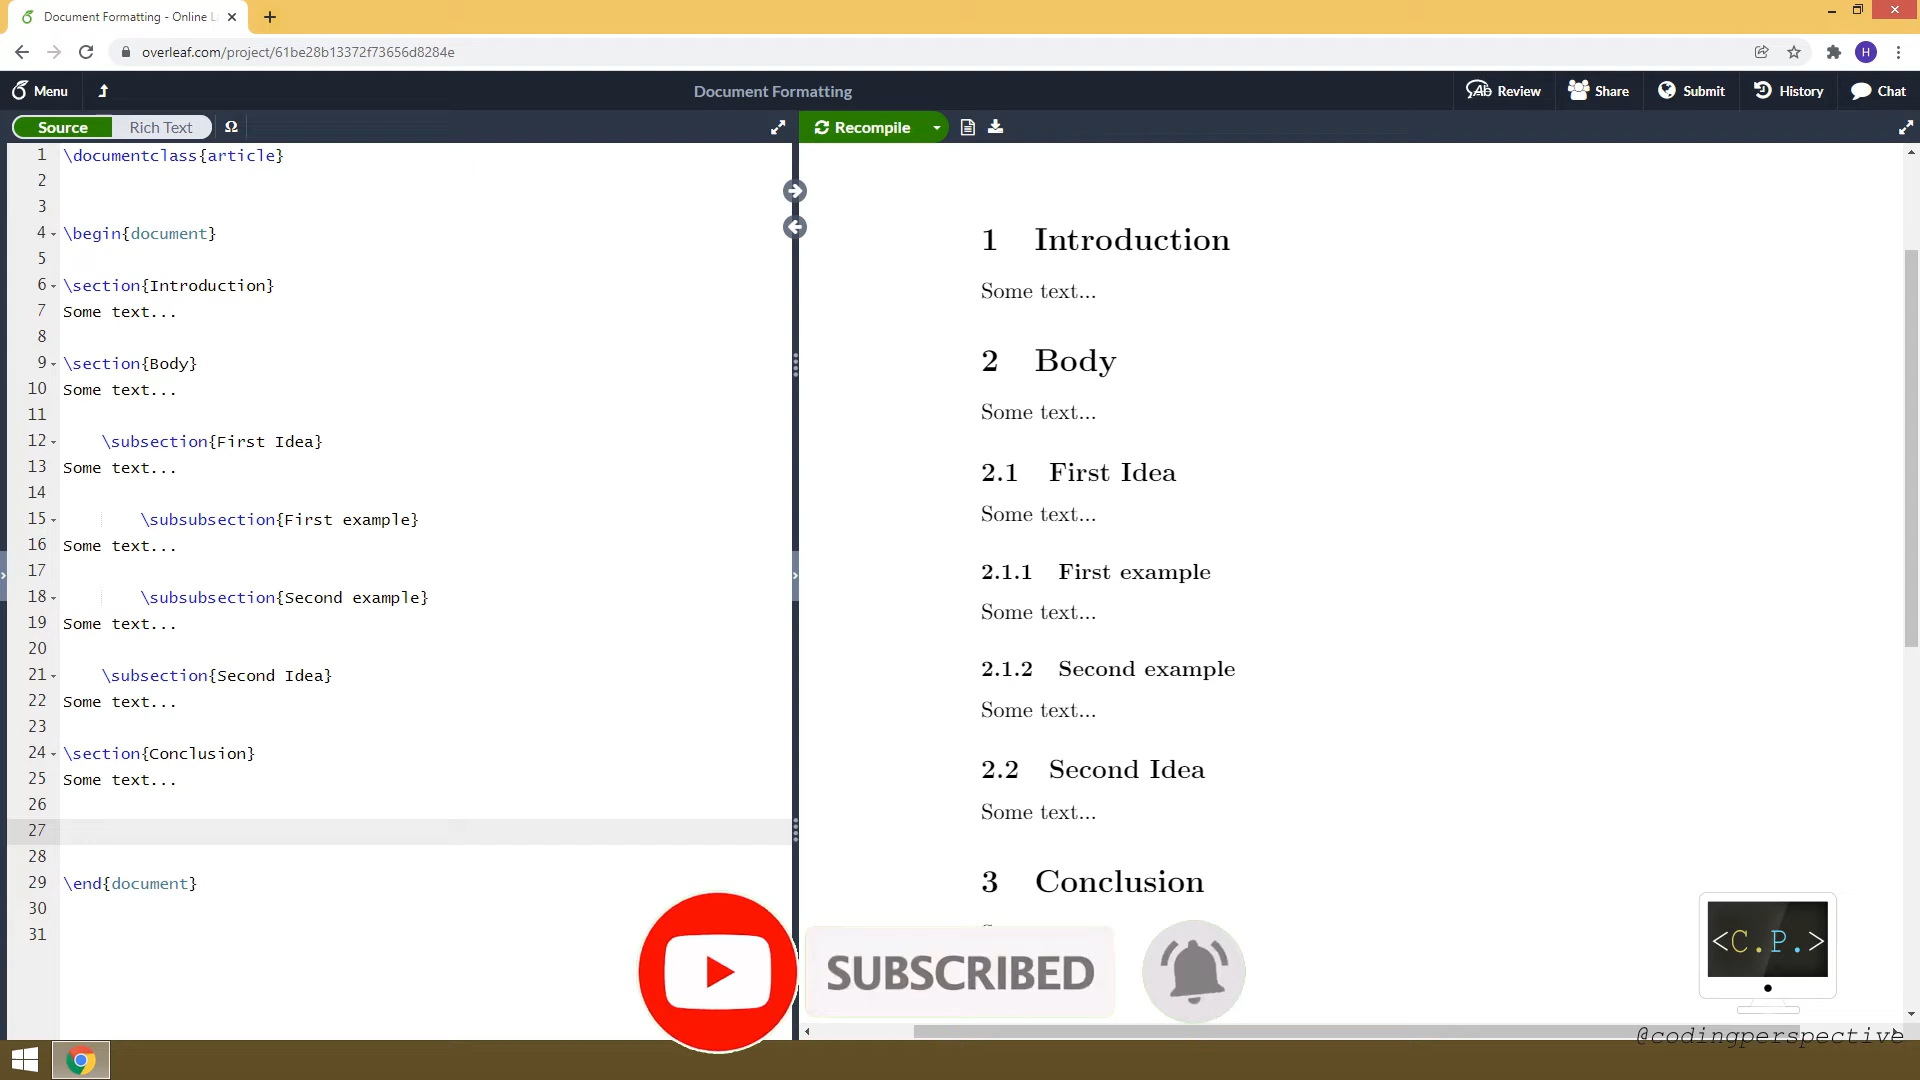 Document Formatting - Online L
overleaf.com/project/61be28b13372f73656d8284e
H
Menu
Document Formatting
Review
Share
Submit
History
Chat
Source
Rich Text
Ω
Recompile
1 \documentclass{article}
2
3
4 \begin{document}
5
6 \section{Introduction}
7 Some text...
8
9 \section{Body}
10 Some text...
11
12 \subsection{First Idea}
13 Some text...
14
15 \subsubsection{First example}
16 Some text...
17
18 \subsubsection{Second example}
19 Some text...
20
21 \subsection{Second Idea}
22 Some text...
23
24 \section{Conclusion}
25 Some text...
26
27
28
29 \end{document}
30
31
1 Introduction
Some text...
2 Body
Some text...
2.1 First Idea
Some text...
2.1.1 First example
Some text...
2.1.2 Second example
Some text...
2.2 Second Idea
Some text...
3 Conclusion
SUBSCRIBED
<C.P.>
@codingperspective